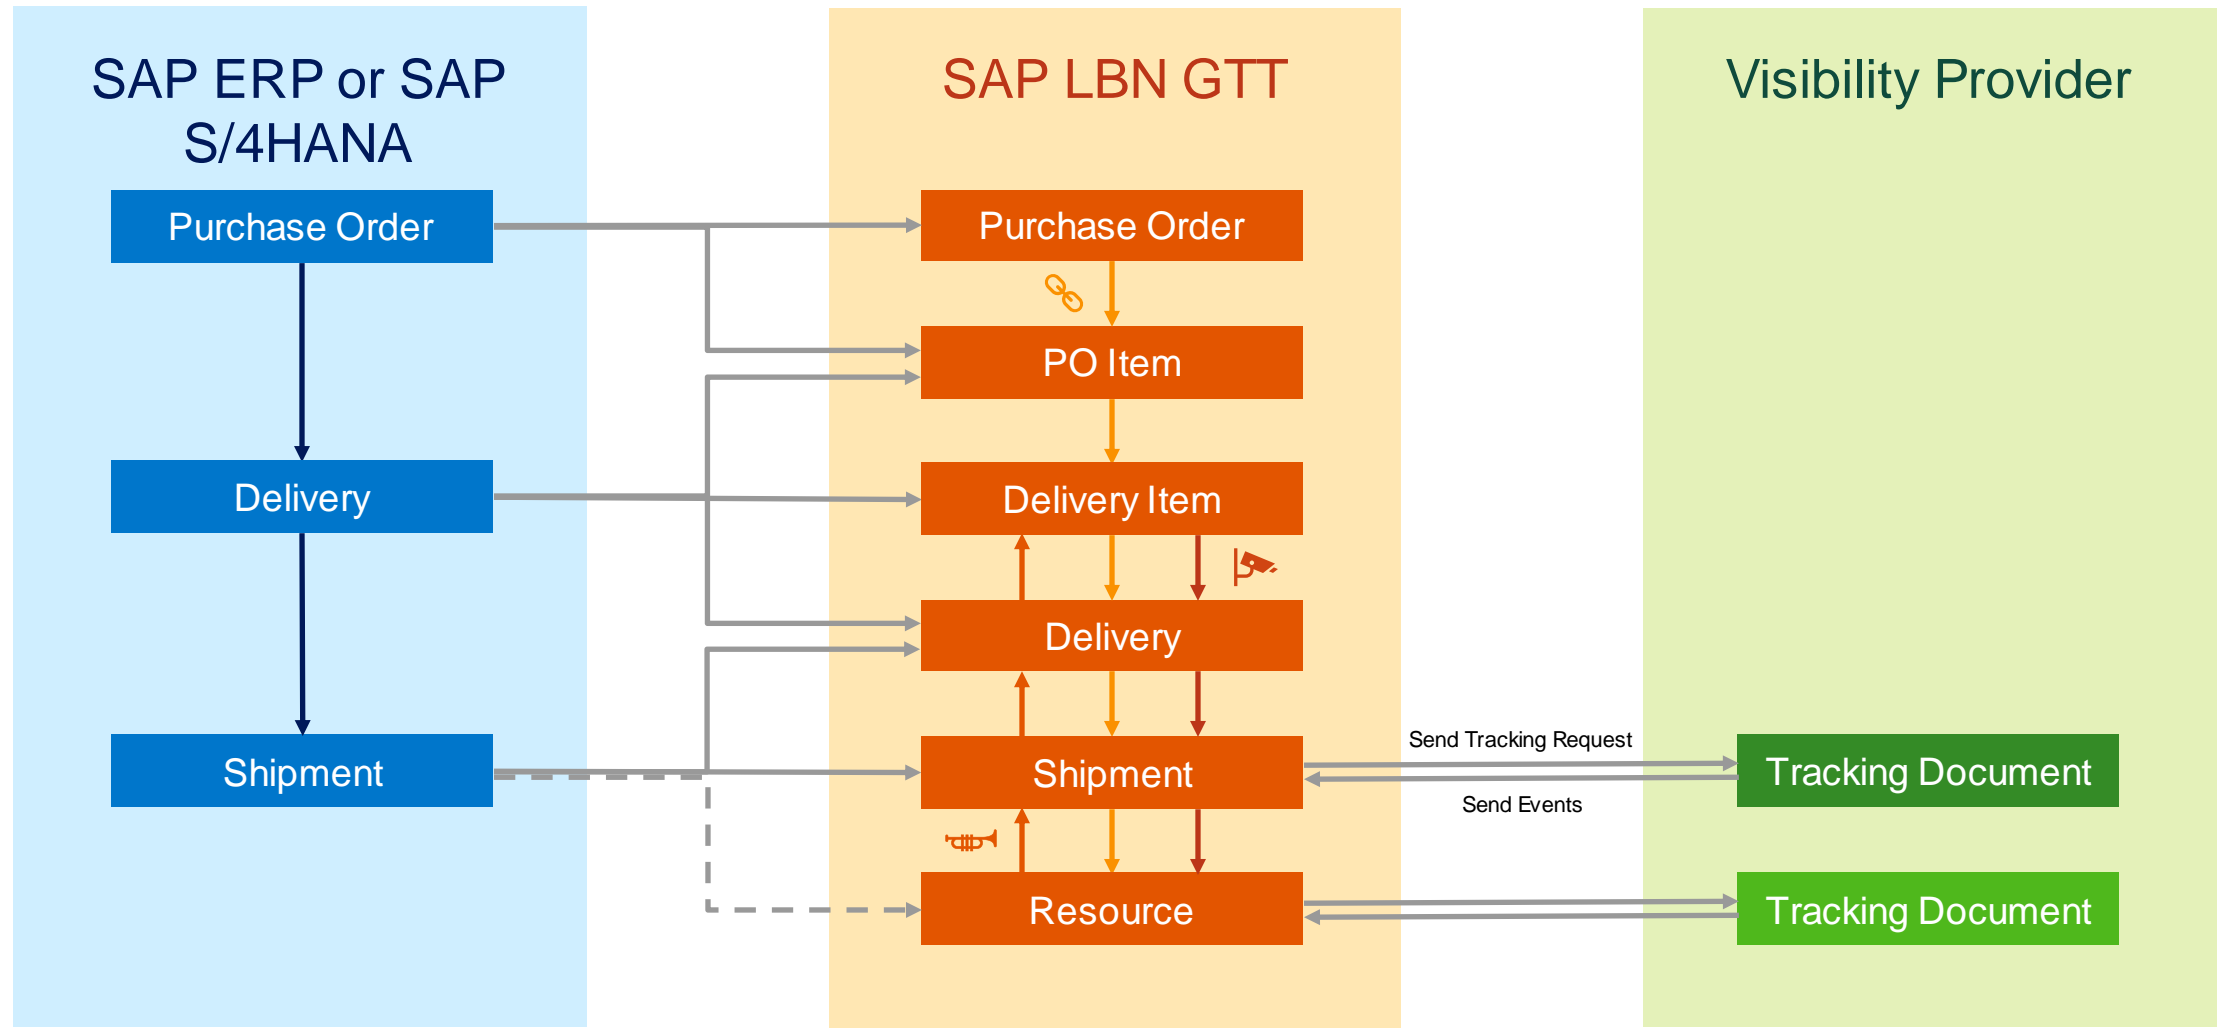 SAP ERP or SAP
S/4HANA
Purchase Order
Delivery
Shipment
SAP LBN GTT
Purchase Order
PO Item
Delivery Item
Delivery
Shipment
Resource
Send Tracking Request
Send Events
Visibility Provider
Tracking Document
Tracking Document